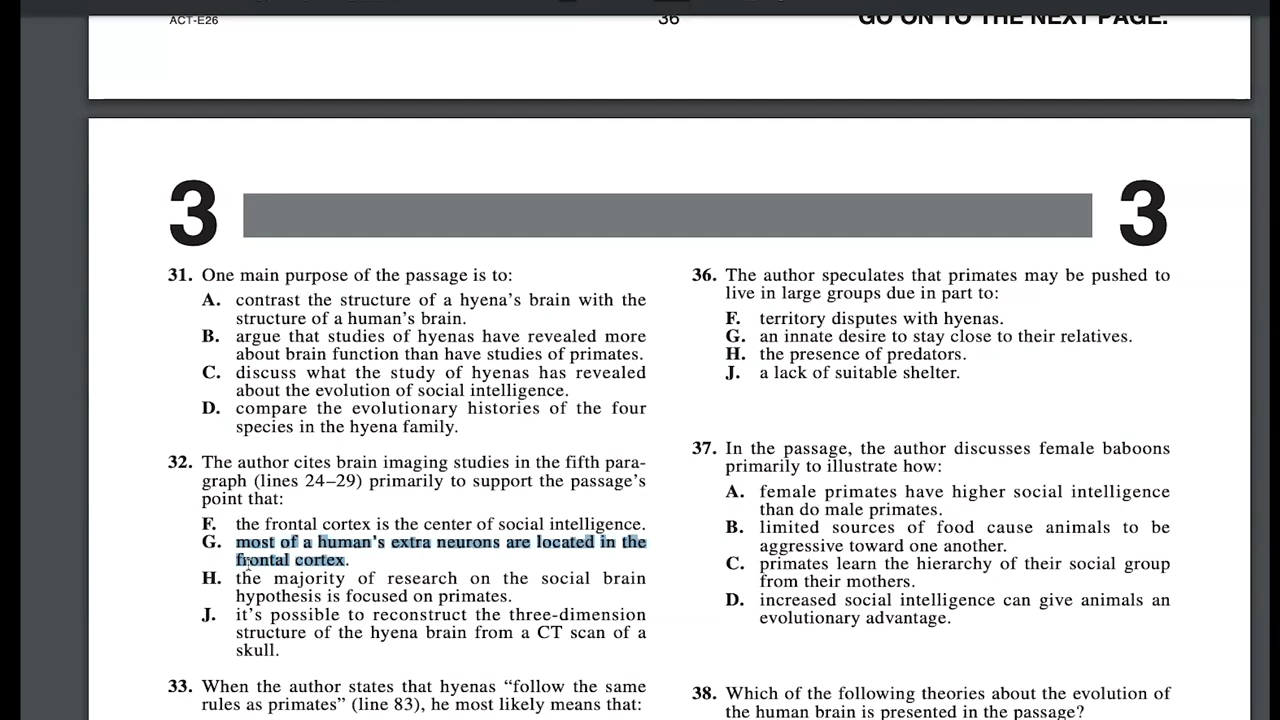 ACT-E26
36
GO ON TO THE NEXT PAGE.
3
3
31. One main purpose of the passage is to:
A. contrast the structure of a hyena's brain with the
structure of a human's brain.
B. argue that studies of hyenas have revealed more
about brain function than have studies of primates.
C. discuss what the study of hyenas has revealed
about the evolution of social intelligence.
D. compare the evolutionary histories of the four
species in the hyena family.
32. The author cites brain imaging studies in the fifth para-
graph (lines 24–29) primarily to support the passage's
point that:
F. the frontal cortex is the center of social intelligence.
G. most of a human's extra neurons are located in the
frontal cortex.
H. the majority of research on the social brain
hypothesis is focused on primates.
J. it's possible to reconstruct the three-dimension
structure of the hyena brain from a CT scan of a
skull.
33. When the author states that hyenas “follow the same
rules as primates” (line 83), he most likely means that:
36. The author speculates that primates may be pushed to
live in large groups due in part to:
F. territory disputes with hyenas.
G. an innate desire to stay close to their relatives.
H. the presence of predators.
J. a lack of suitable shelter.
37. In the passage, the author discusses female baboons
primarily to illustrate how:
A. female primates have higher social intelligence
than do male primates.
B. limited sources of food cause animals to be
aggressive toward one another.
C. primates learn the hierarchy of their social group
from their mothers.
D. increased social intelligence can give animals an
evolutionary advantage.
38. Which of the following theories about the evolution of
the human brain is presented in the passage?